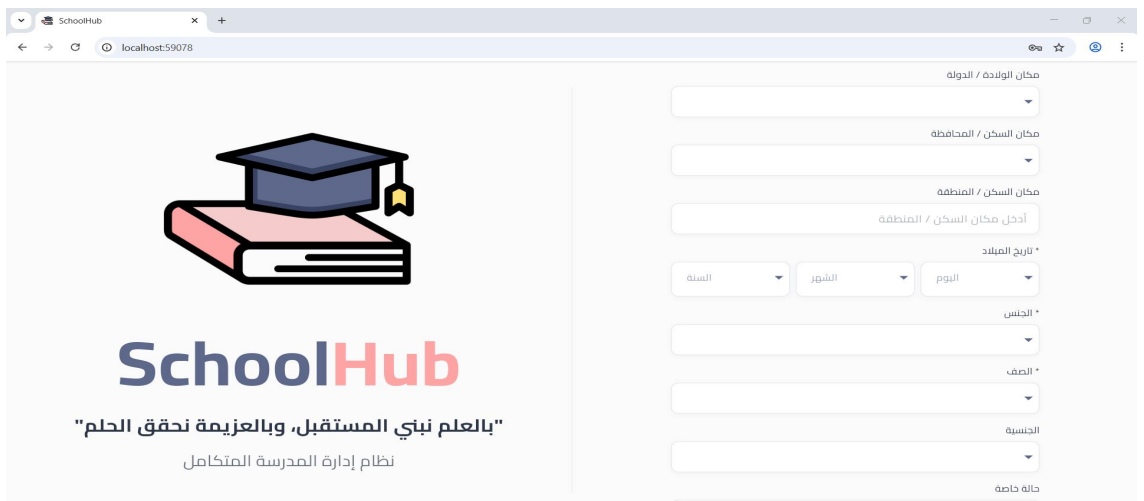 SchoolHub
localhost:59078
مكان الولادة / الدولة
مكان السكن / المحافظة
مكان السكن / المنطقة
أدخل مكان السكن / المنطقة
* تاريخ الميلاد
اليوم الشهر السنة
* الجنس
* الصف
الجنسية
حالة خاصة
SchoolHub
"بالعلم نبني المستقبل، وبالعزيمة نحقق الحلم"
نظام إدارة المدرسة المتكامل